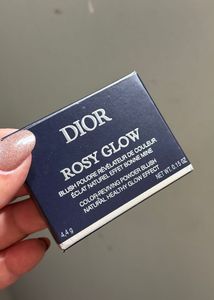 DIOR
ROSY GLOW
BLUSH POUDRE RÉVÉLATEUR DE COULEUR
ÉCLAT NATUREL EFFET BONNE MINE
COLOR-REVIVING POWDER BLUSH
NATURAL HEALTHY GLOW EFFECT
4,4 g
NET WT. 0.15 OZ